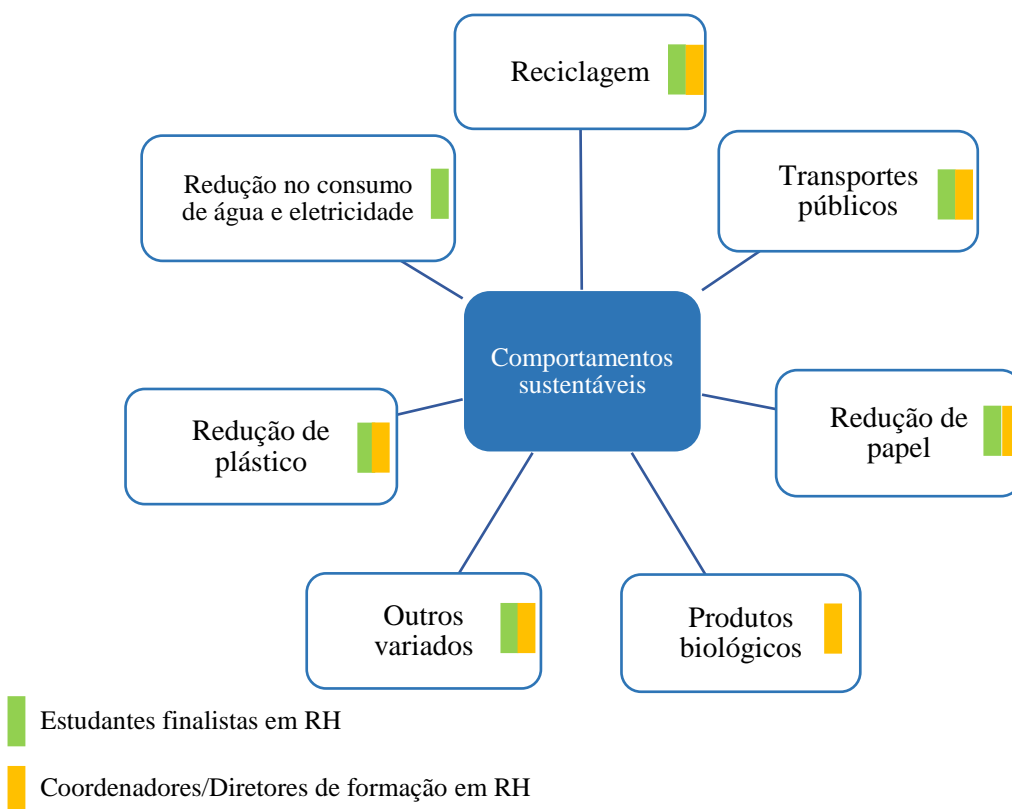 Reciclagem
Redução no consumo
de água e eletricidade
Transportes
públicos
Comportamentos
sustentáveis
Redução de
plástico
Redução de
papel
Outros
variados
Produtos
biológicos
Estudantes finalistas em RH
Coordenadores/Diretores de formação em RH